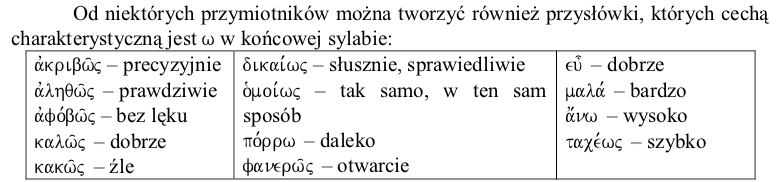 Od niektórych przymiotników można tworzyć również przysłówki, których cechą
charakterystyczną jest ω w końcowej sylabie:
ἀκριβῶς – precyzyjnie
ἀληθῶς – prawdziwie
ἀφόβῶς – bez lęku
καλῶς – dobrze
κακῶς – źle
δικαίως – słusznie, sprawiedliwie
ὁμοίως – tak samo, w ten sam
sposób
πόρρω – daleko
φανερῶς – otwarcie
εὖ – dobrze
μαλά – bardzo
ἄνω – wysoko
ταχέως – szybko